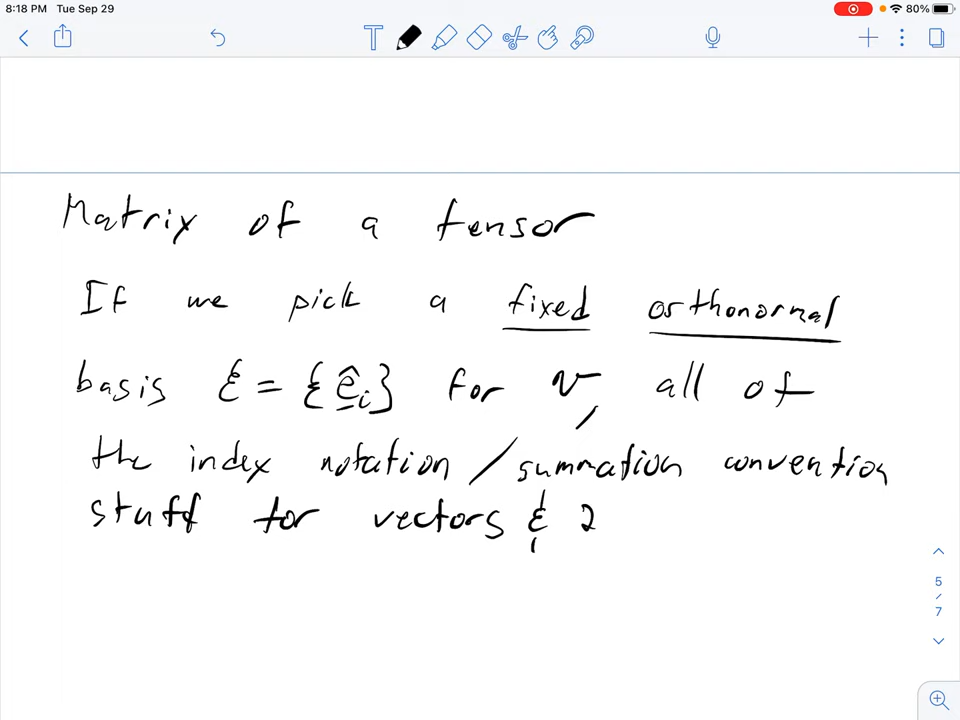 8:18 PM Tue Sep 29
80%
T
Matrix of a tensor
If we pick a fixed orthonormal
basis ℰ = {ê̲ᵢ} for 𝒱, all of
the index notation / summation convention
stuff for vectors & 2
5
/
7